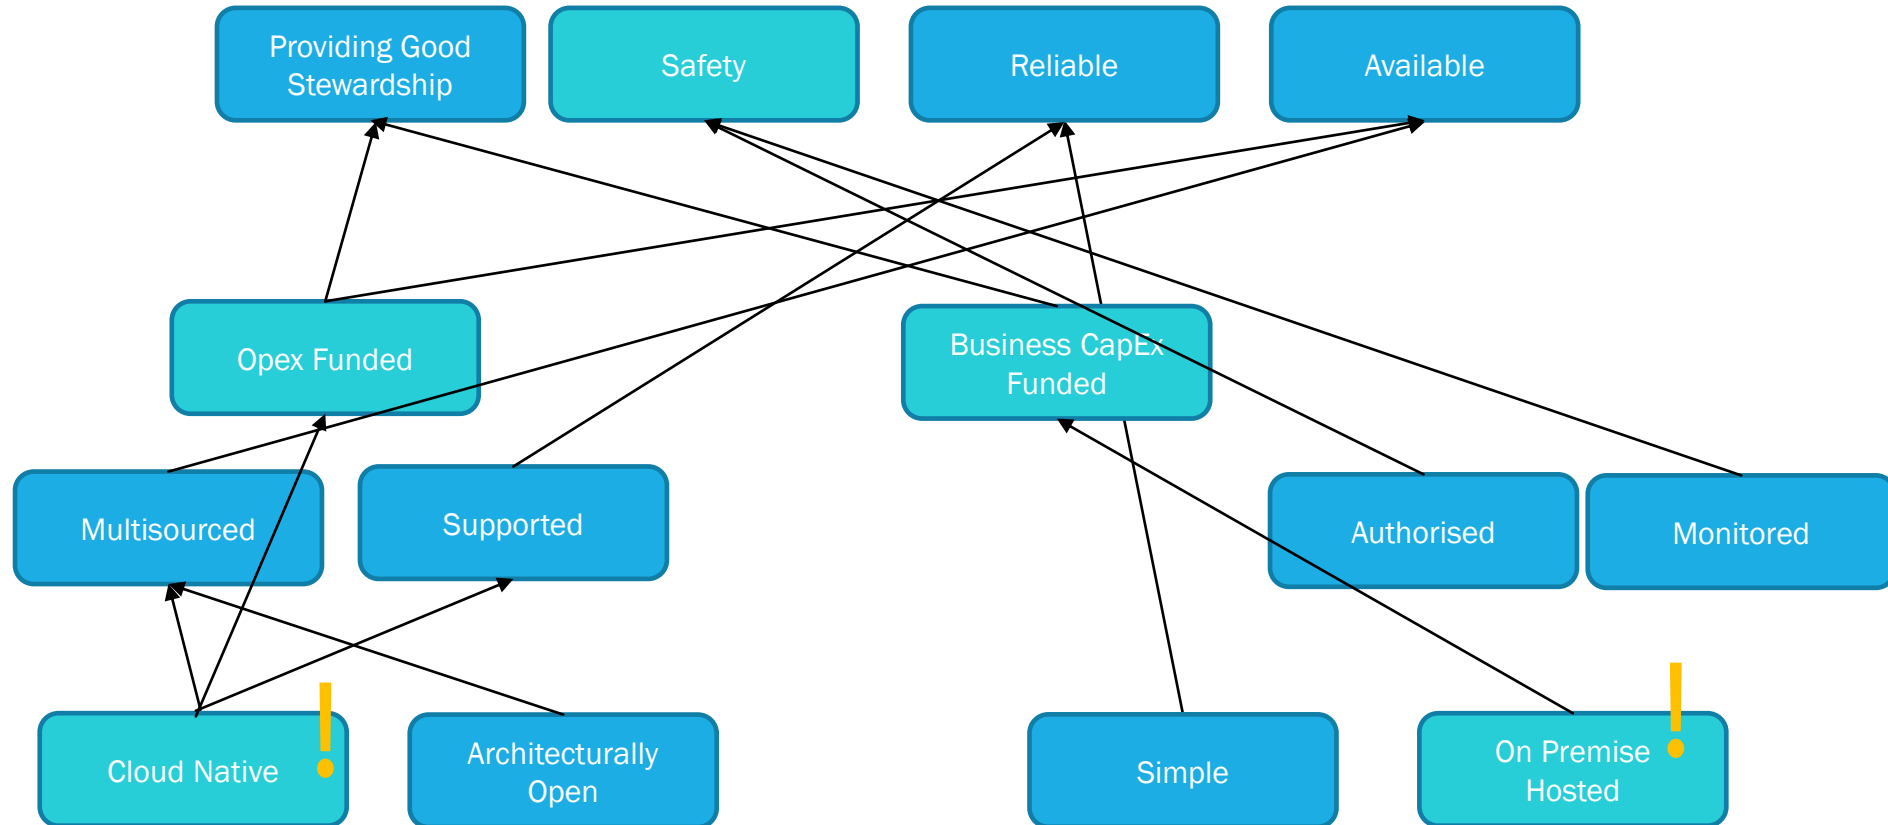 Providing Good
Stewardship
Safety
Reliable
Available
Opex Funded
Business CapEx
Funded
Multisourced
Supported
Authorised
Monitored
Cloud Native
!
Architecturally
Open
Simple
On Premise
Hosted
!